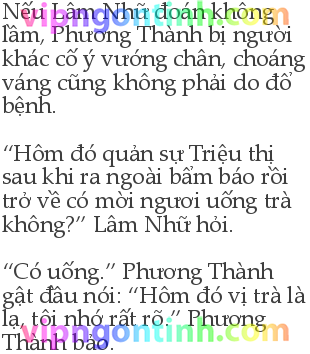 Nếu Lâm Nhữ đoán không
lầm, Phương Thành bị người
khác cố ý vướng chân, choáng
váng cũng không phải do đổ
bệnh.
“Hôm đó quản sự Triệu thị
sau khi ra ngoài bẩm báo rồi
trở về có mời ngươi uống trà
không?” Lâm Nhữ hỏi.
“Có uống.” Phương Thành
gật đầu nói: “Hôm đó vị trà là
lạ, tôi nhớ rất rõ.” Phương
Thành bảo.
vipngontinh.com
vipngontinh.com